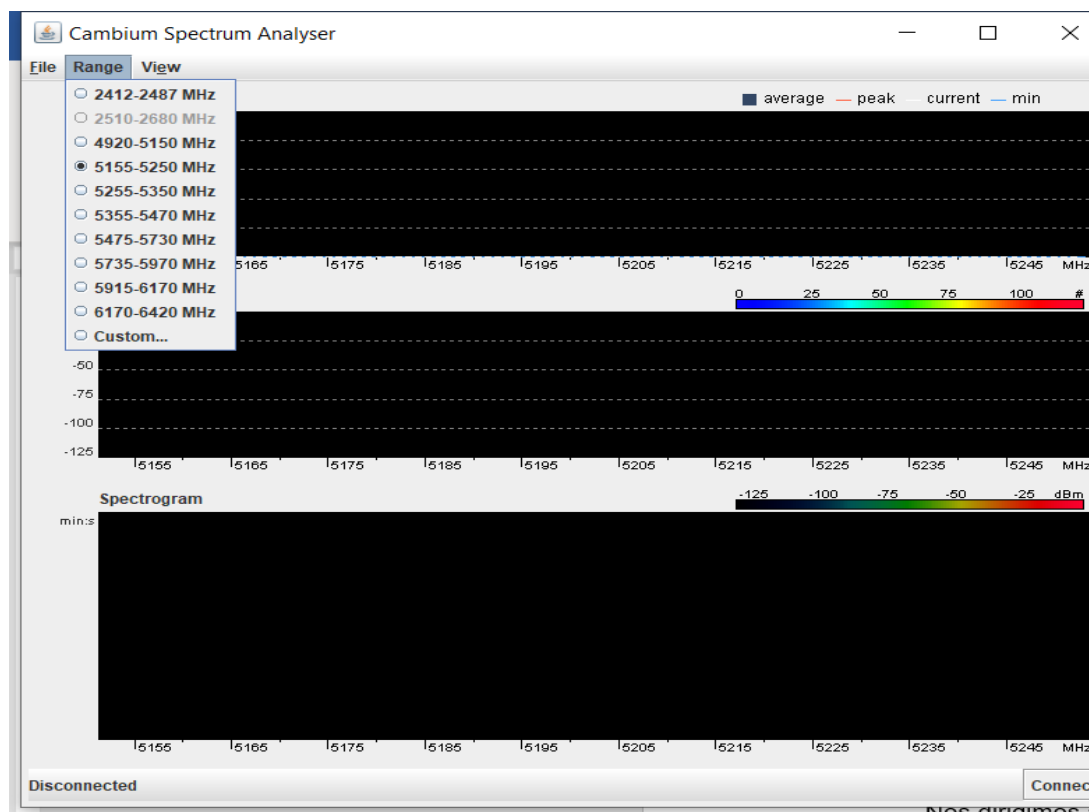 Cambium Spectrum Analyser
File Range View
2412-2487 MHz
2510-2680 MHz
4920-5150 MHz
5155-5250 MHz
5255-5350 MHz
5355-5470 MHz
5475-5730 MHz
5735-5970 MHz
5915-6170 MHz
6170-6420 MHz
Custom...
average peak current min
5165 5175 5185 5195 5205 5215 5225 5235 5245 MHz
0 25 50 75 100 #
-50
-75
-100
-125
5155 5165 5175 5185 5195 5205 5215 5225 5235 5245 MHz
Spectrogram
-125 -100 -75 -50 -25 dBm
min:s
5155 5165 5175 5185 5195 5205 5215 5225 5235 5245 MHz
Disconnected
Connec
Nos dirigimos